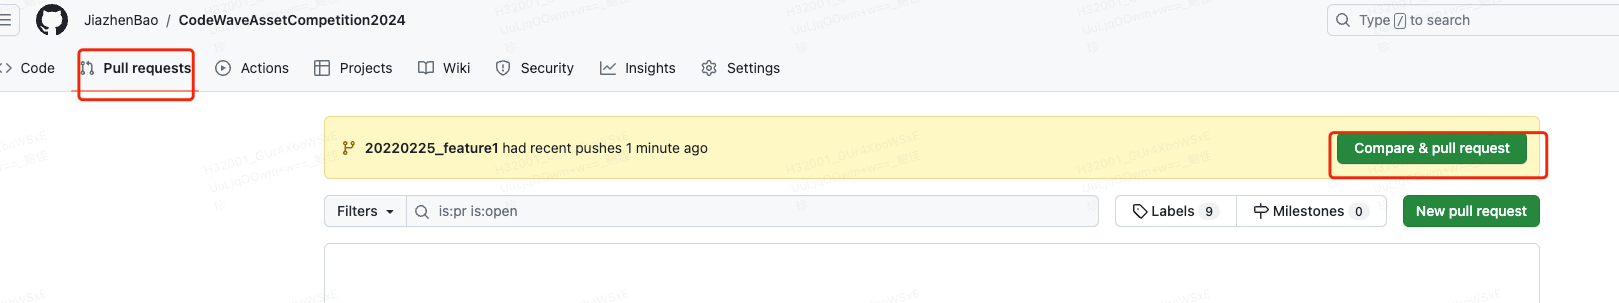 JiazhenBao / CodeWaveAssetCompetition2024
Type / to search
Code
Pull requests
Actions
Projects
Wiki
Security
Insights
Settings
20220225_feature1 had recent pushes 1 minute ago
Compare & pull request
Filters
is:pr is:open
Labels 9
Milestones 0
New pull request